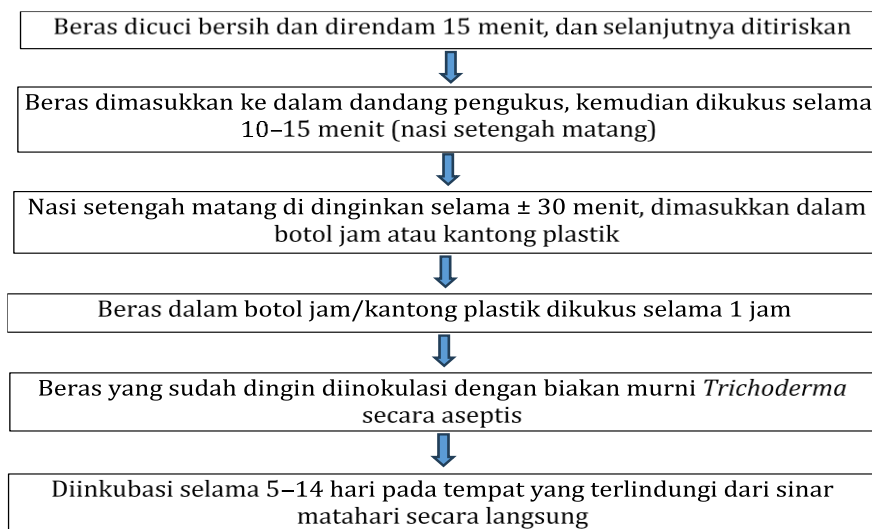 Beras dicuci bersih dan direndam 15 menit, dan selanjutnya ditiriskan
Beras dimasukkan ke dalam dandang pengukus, kemudian dikukus selama
10–15 menit (nasi setengah matang)
Nasi setengah matang di dinginkan selama ± 30 menit, dimasukkan dalam
botol jam atau kantong plastik
Beras dalam botol jam/kantong plastik dikukus selama 1 jam
Beras yang sudah dingin diinokulasi dengan biakan murni Trichoderma
secara aseptis
Diinkubasi selama 5–14 hari pada tempat yang terlindungi dari sinar
matahari secara langsung